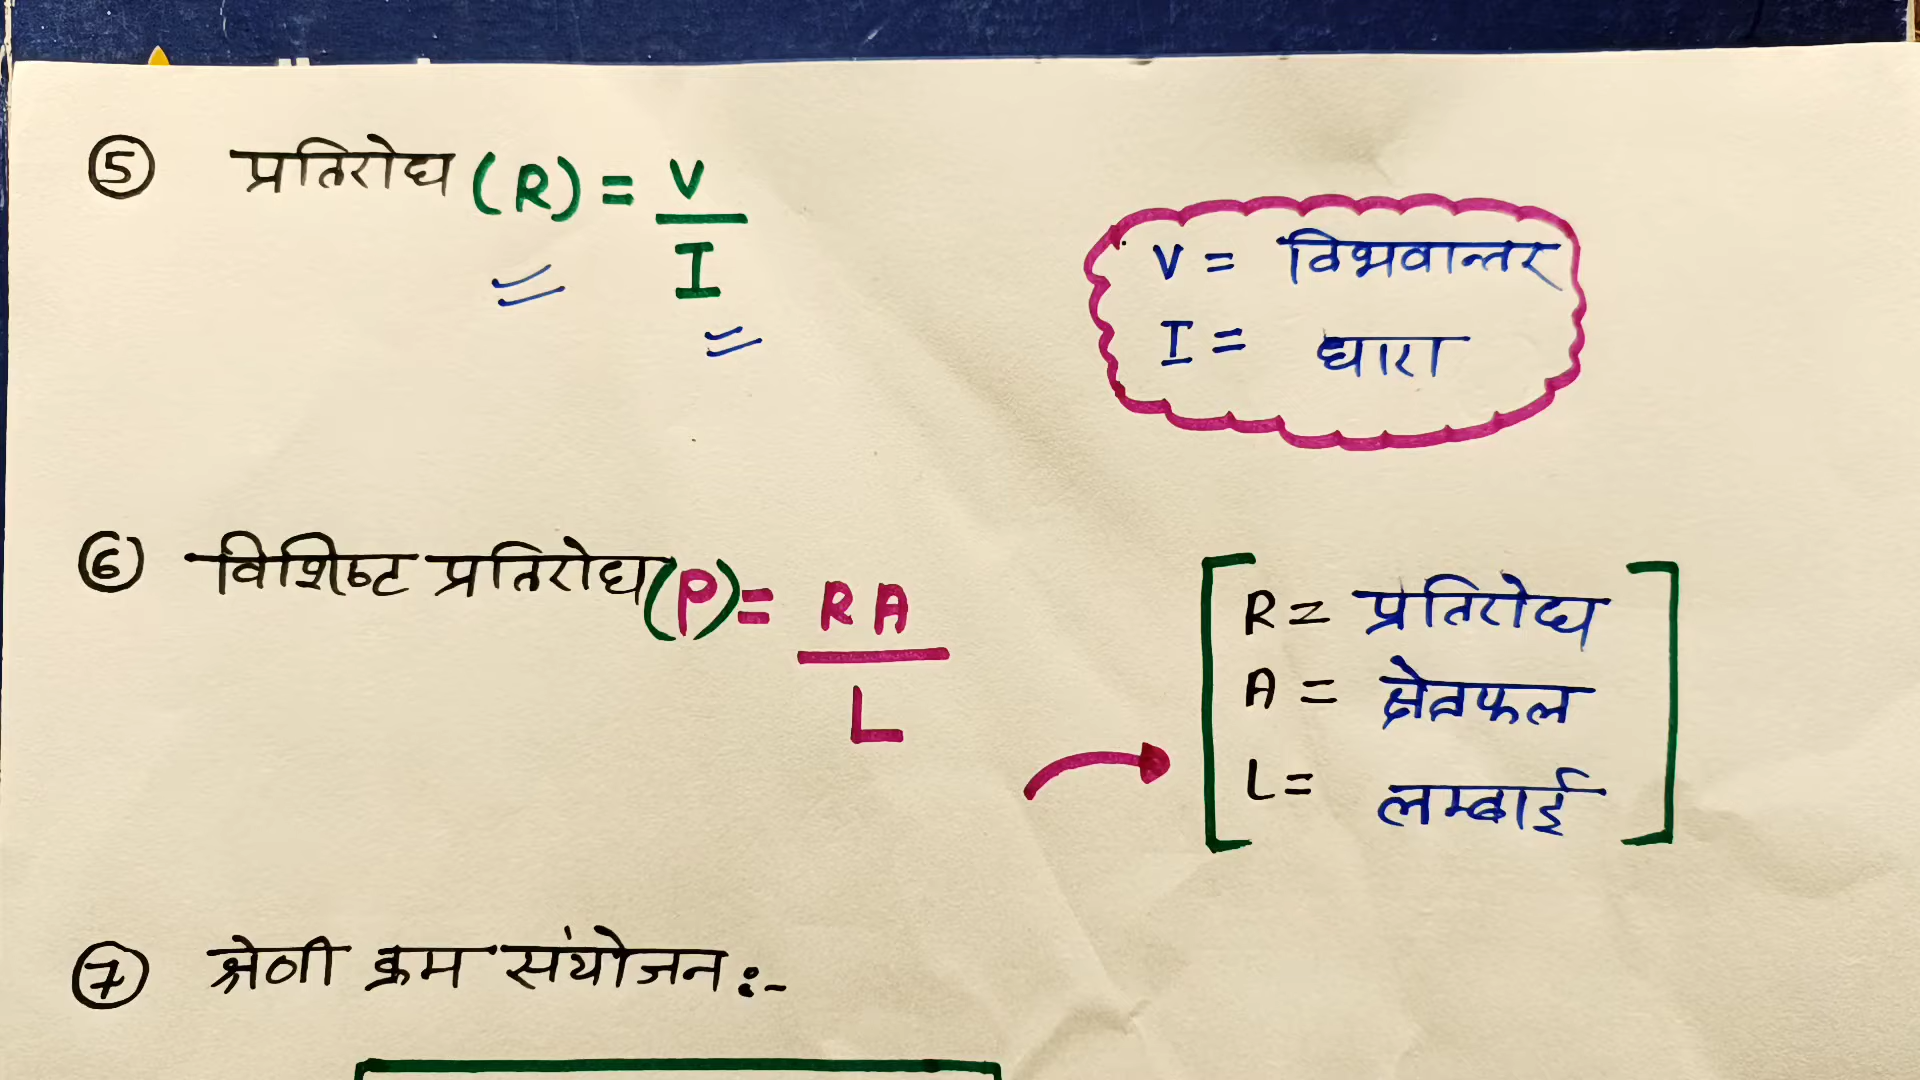 ⑤ प्रतिरोध (R) = V
I
V = विभवान्तर
I = धारा
⑥ विशिष्ट प्रतिरोध (P) = RA
L
R = प्रतिरोध
A = क्षेत्रफल
L = लम्बाई
⑦ श्रेणी क्रम संयोजन :-